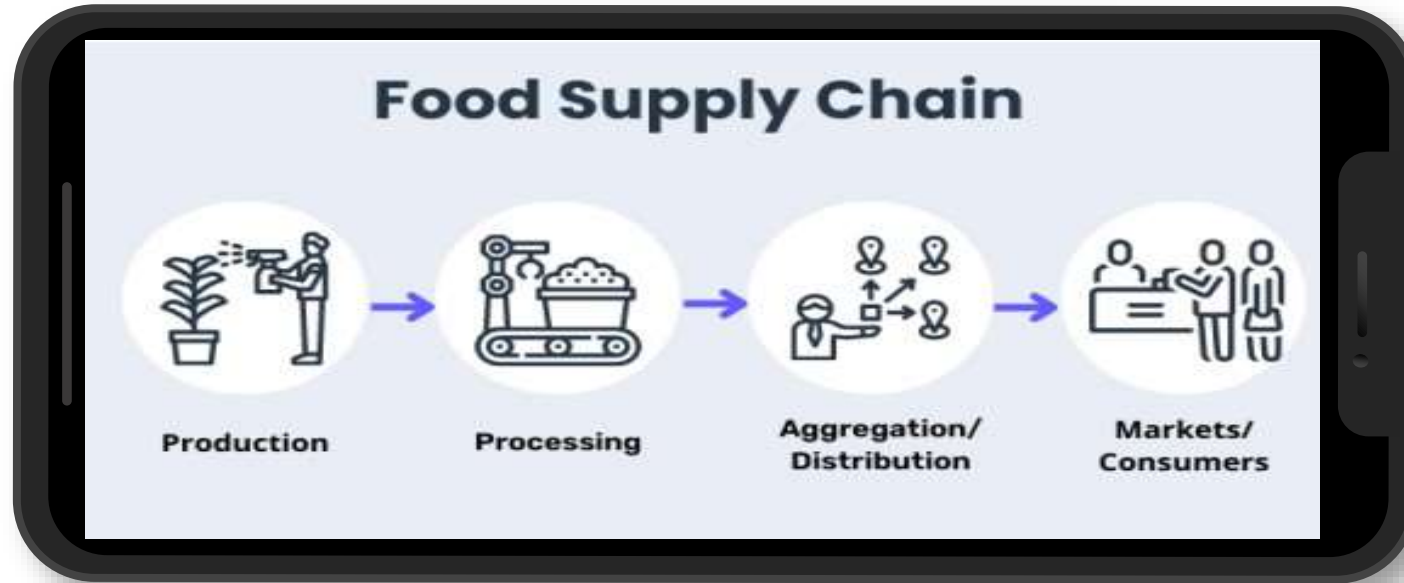 Food Supply Chain
Production
Processing
Aggregation/
Distribution
Markets/
Consumers